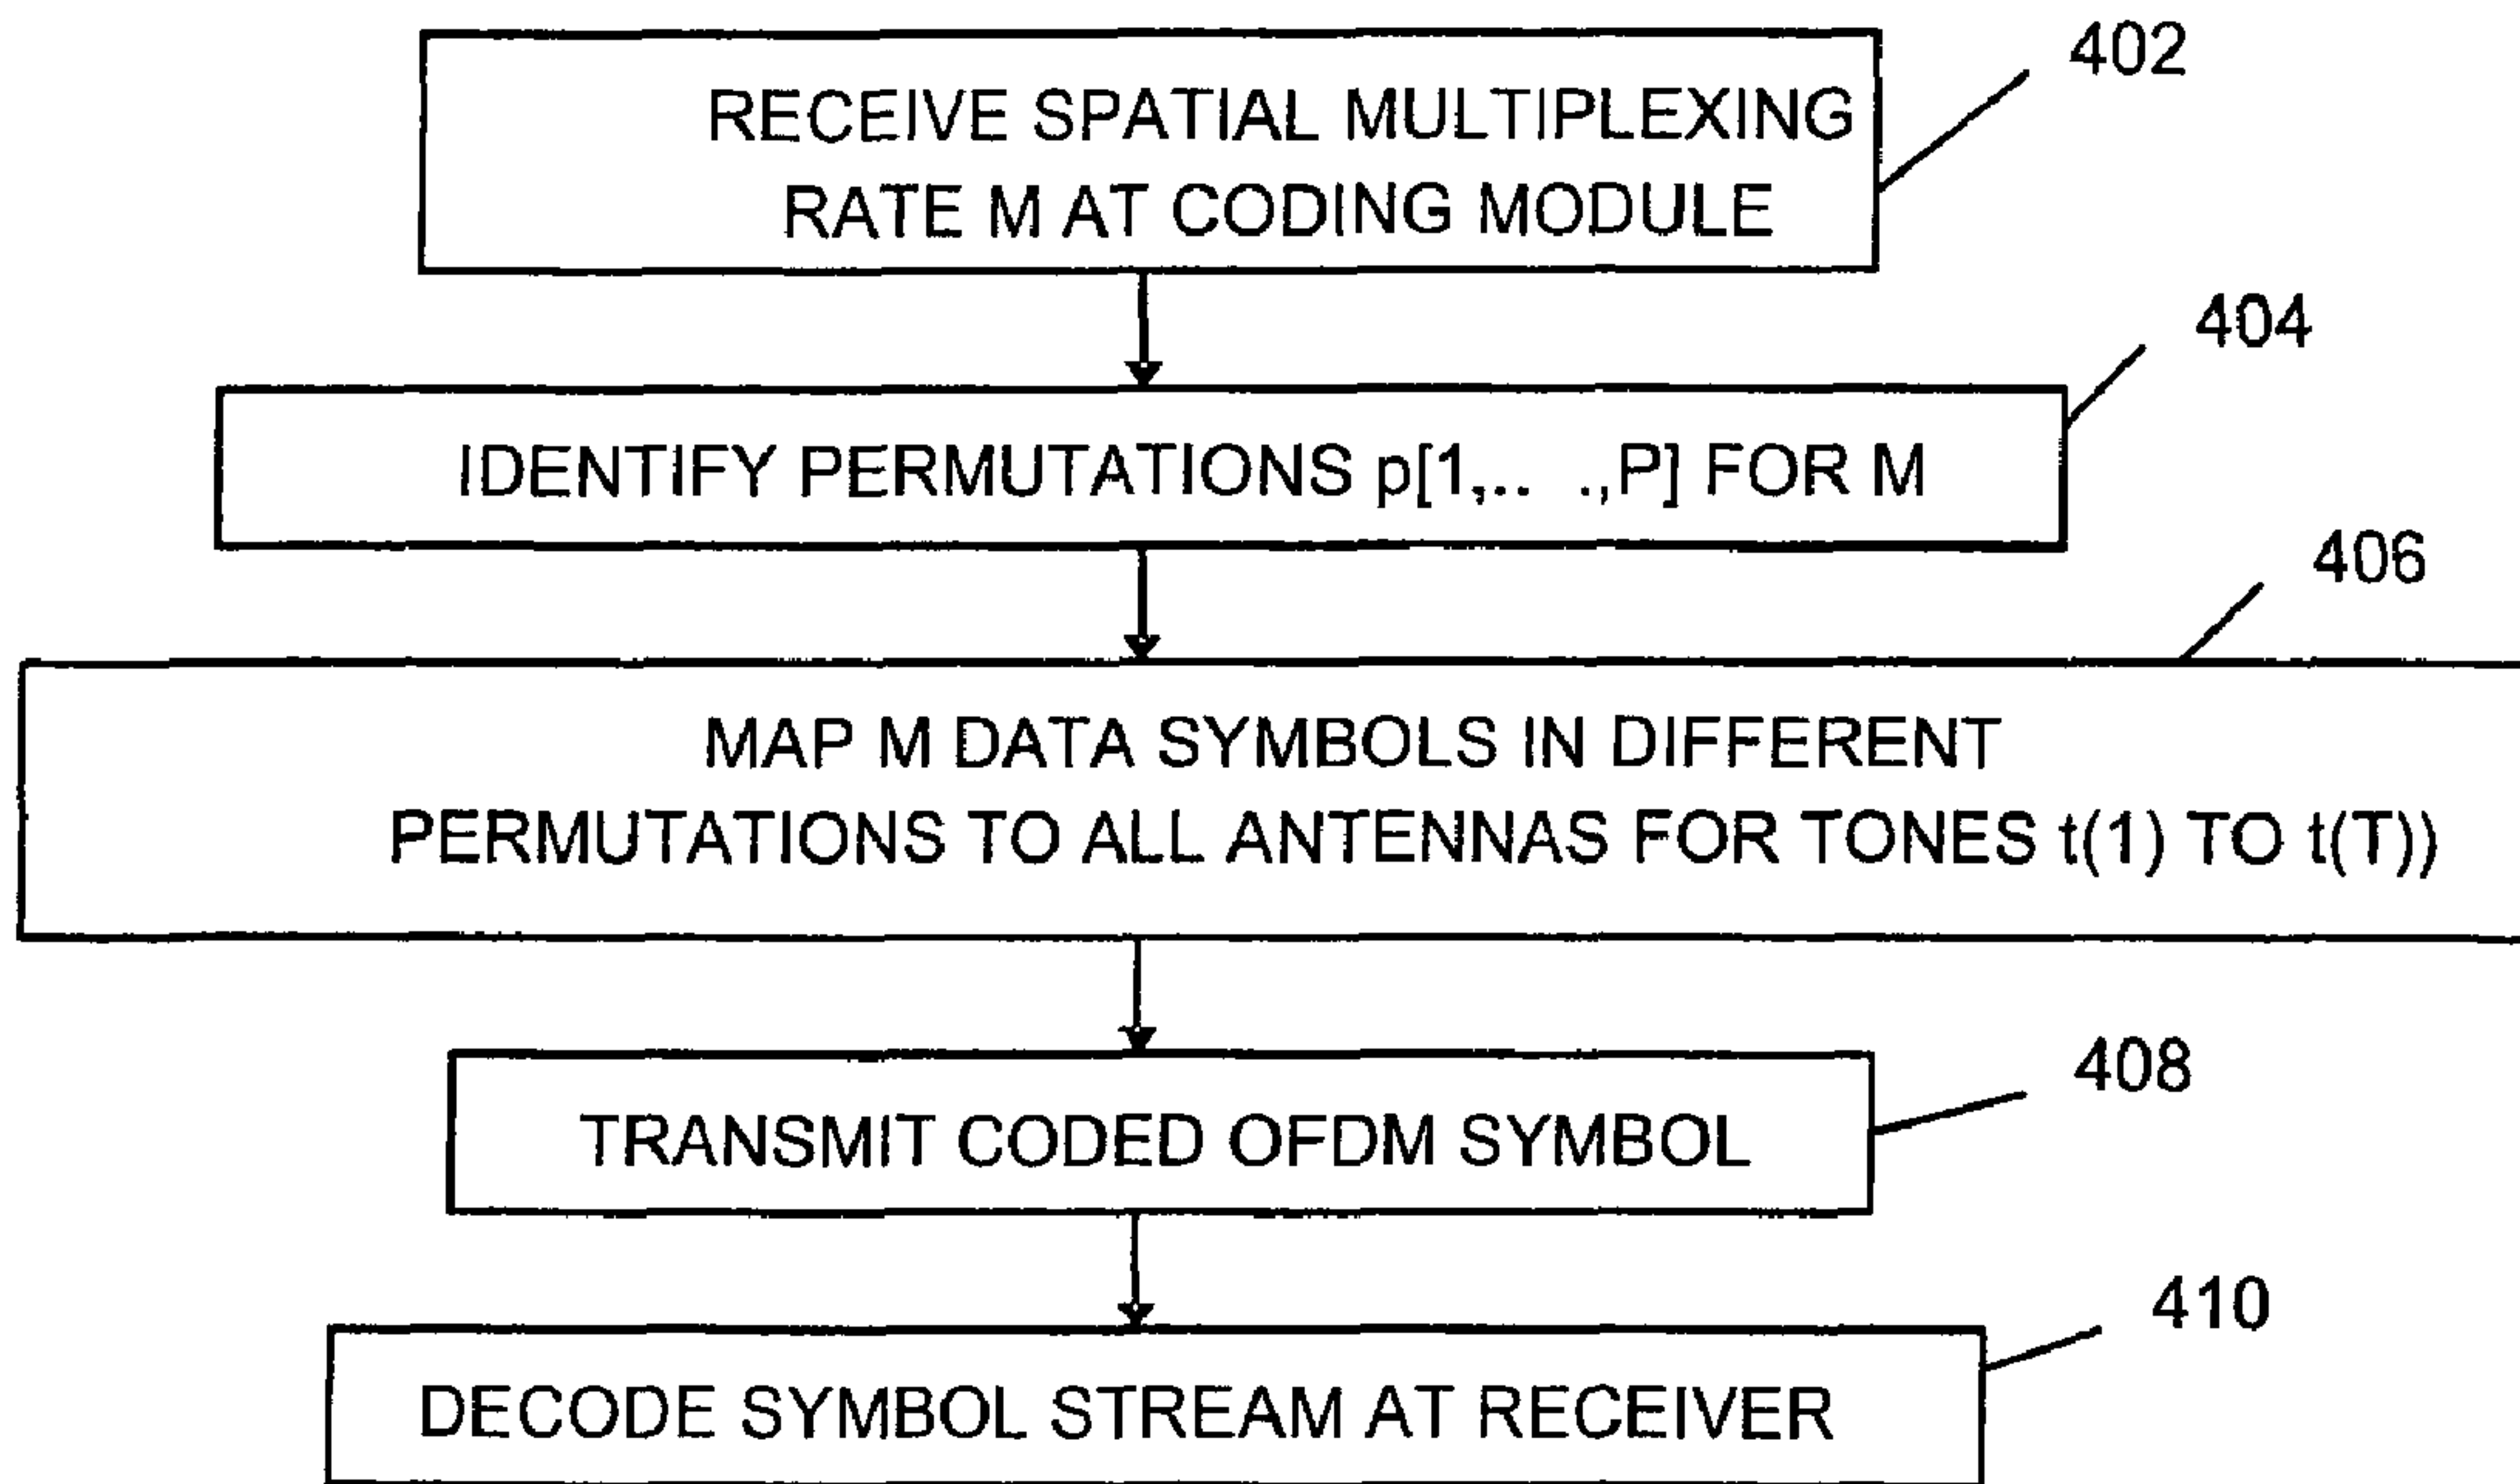 402
RECEIVE SPATIAL MULTIPLEXING
RATE M AT CODING MODULE
404
IDENTIFY PERMUTATIONS p[1,.. .,P] FOR M
406
MAP M DATA SYMBOLS IN DIFFERENT
PERMUTATIONS TO ALL ANTENNAS FOR TONES t(1) TO t(T))
408
TRANSMIT CODED OFDM SYMBOL
410
DECODE SYMBOL STREAM AT RECEIVER